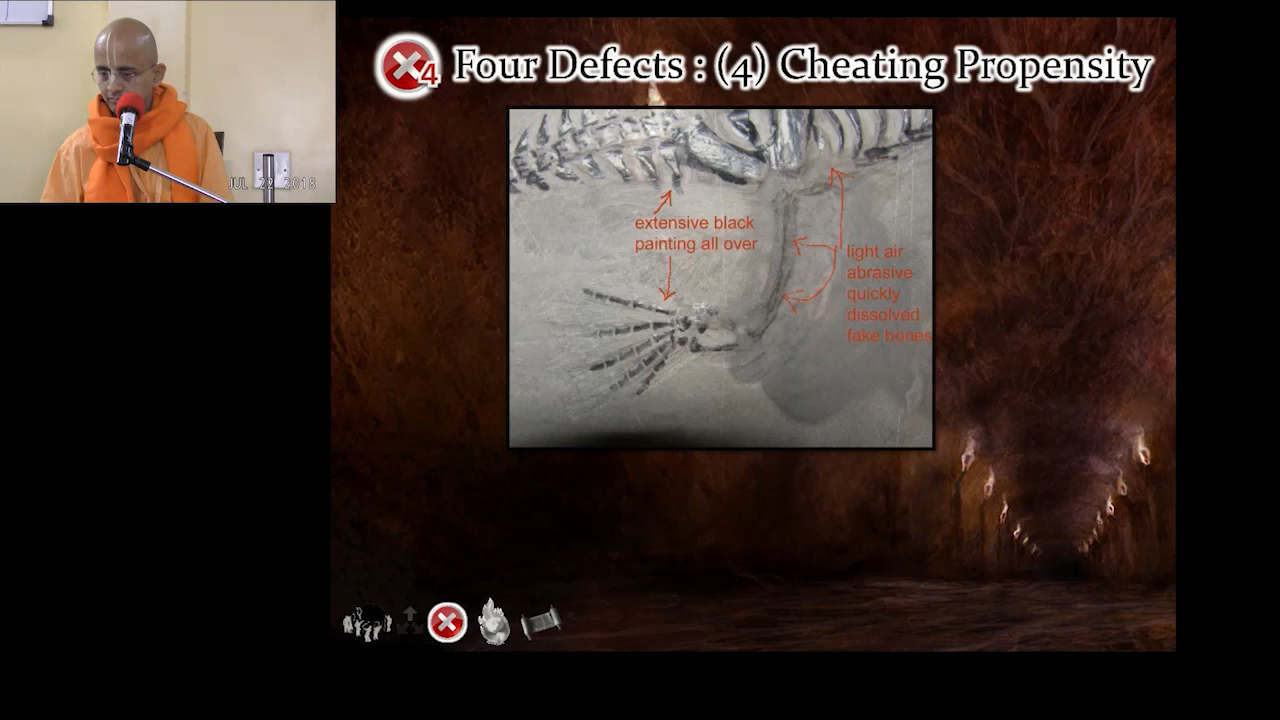 4
Four Defects : (4) Cheating Propensity
extensive black
painting all over
light air
abrasive
quickly
dissolved
fake bones
JUL 22 2018